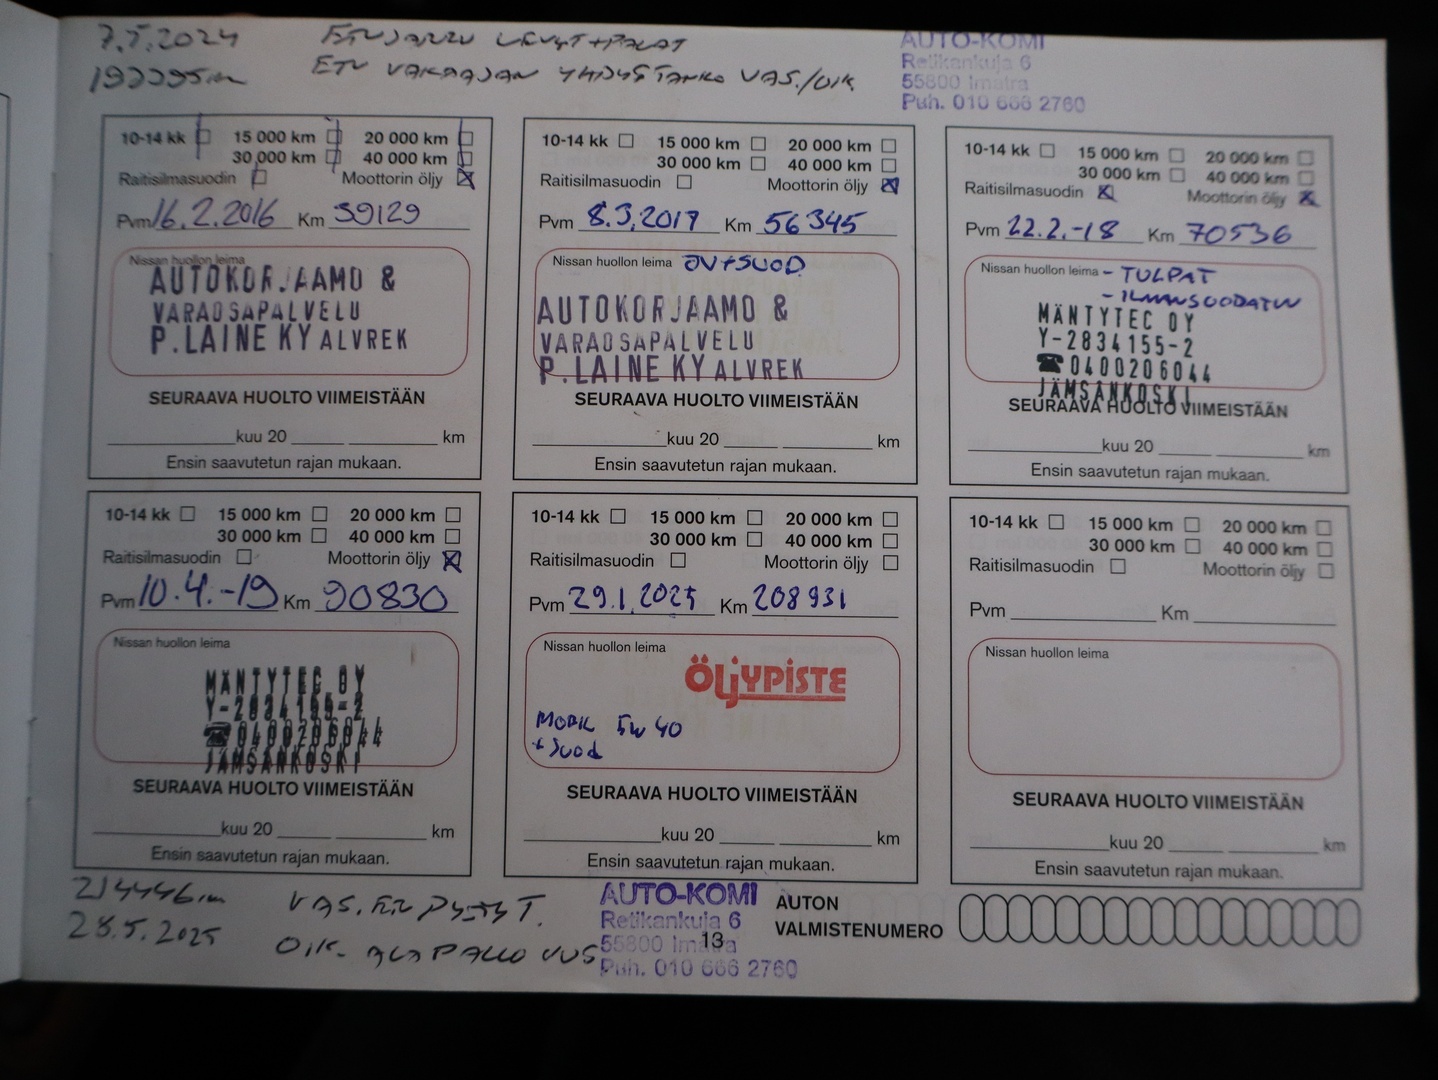 7.5.2024 ETUJARRU LEVYT+PALAT
ETU VAKAAJAN YHDYSTANKO VAS./OIK
AUTO-KOMI
Retikankuja 6
55800 Imatra
Puh. 010 666 2760
10-14 kk 15 000 km 20 000 km
30 000 km 40 000 km
Raitisilmasuodin Moottorin öljy
Pvm 16.2.2016 Km 39129
Nissan huollon leima
AUTOKORJAAMO &
VARAOSAPALVELU
P.LAINE KY ALVREK
SEURAAVA HUOLTO VIIMEISTÄÄN
kuu 20 km
Ensin saavutetun rajan mukaan.
10-14 kk 15 000 km 20 000 km
30 000 km 40 000 km
Raitisilmasuodin Moottorin öljy
Pvm 8.3.2017 Km 56345
Nissan huollon leima ÖV+SUOD.
AUTOKORJAAMO &
VARAOSAPALVELU
P.LAINE KY ALVREK
SEURAAVA HUOLTO VIIMEISTÄÄN
kuu 20 km
Ensin saavutetun rajan mukaan.
10-14 kk 15 000 km 20 000 km
30 000 km 40 000 km
Raitisilmasuodin Moottorin öljy
Pvm 22.2.-18 Km 70536
Nissan huollon leima - TULPAT
- ILMANSUODATIN
MÄNTYTEC OY
Y-2834155-2
☎0400206044
JÄMSÄNKOSKI
SEURAAVA HUOLTO VIIMEISTÄÄN
kuu 20 km
Ensin saavutetun rajan mukaan.
10-14 kk 15 000 km 20 000 km
30 000 km 40 000 km
Raitisilmasuodin Moottorin öljy
Pvm 10.4.-19 Km 90830
Nissan huollon leima
MÄNTYTEC OY
Y-2834155-2
☎0400206044
JÄMSÄNKOSKI
SEURAAVA HUOLTO VIIMEISTÄÄN
kuu 20 km
Ensin saavutetun rajan mukaan.
10-14 kk 15 000 km 20 000 km
30 000 km 40 000 km
Raitisilmasuodin Moottorin öljy
Pvm 29.1.2025 Km 208931
Nissan huollon leima
ÖLJYPISTE
MOBIL 5W40
+ Suod
SEURAAVA HUOLTO VIIMEISTÄÄN
kuu 20 km
Ensin saavutetun rajan mukaan.
10-14 kk 15 000 km 20 000 km
30 000 km 40 000 km
Raitisilmasuodin Moottorin öljy
Pvm Km
Nissan huollon leima
SEURAAVA HUOLTO VIIMEISTÄÄN
kuu 20 km
Ensin saavutetun rajan mukaan.
214446km VAS. ETU PYÖRÄT.
28.5.2025 OIK. ALAPALLO UUS
AUTO-KOMI
Retikankuja 6
55800 Imatra
Puh. 010 666 2760
13
AUTON
VALMISTENUMERO